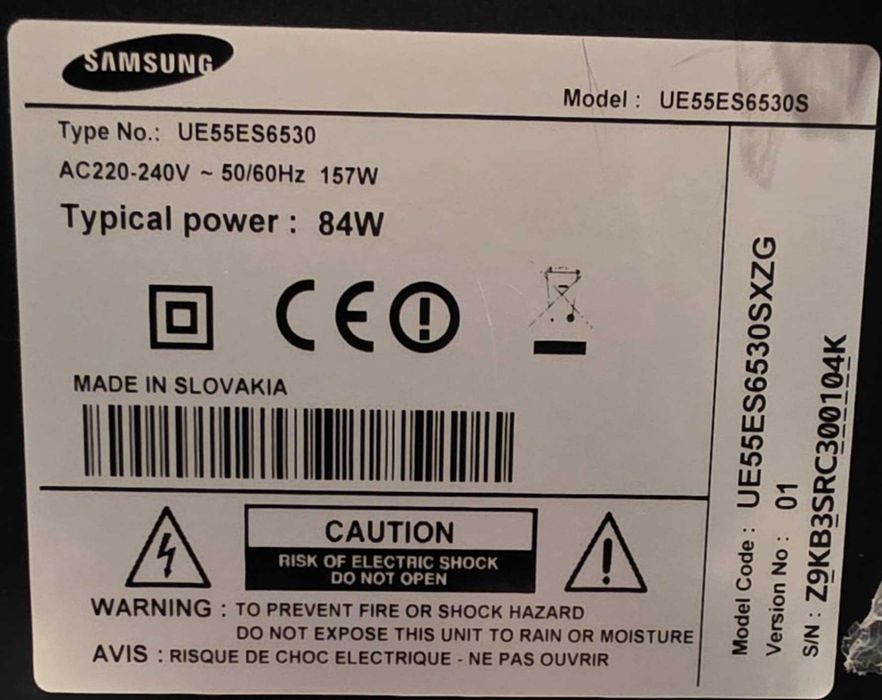 SAMSUNG
Model : UE55ES6530S
Type No.: UE55ES6530
AC220-240V ~ 50/60Hz 157W
Typical power : 84W
CE
MADE IN SLOVAKIA
CAUTION
RISK OF ELECTRIC SHOCK
DO NOT OPEN
WARNING : TO PREVENT FIRE OR SHOCK HAZARD
DO NOT EXPOSE THIS UNIT TO RAIN OR MOISTURE
AVIS : RISQUE DE CHOC ELECTRIQUE - NE PAS OUVRIR
Model Code : UE55ES6530SXZG
Version No : 01
S/N : Z9KB3SRC300104K